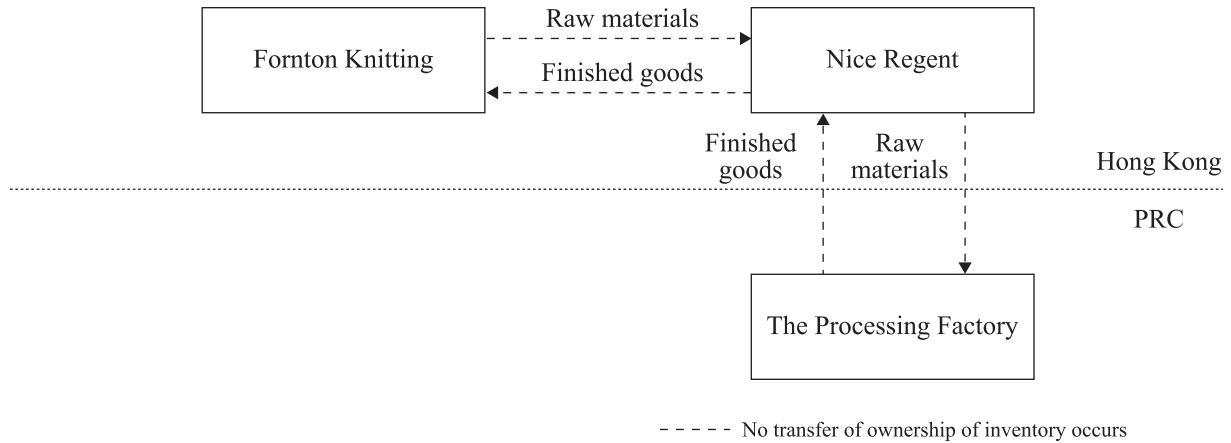 Raw materials
Fornton Knitting
Nice Regent
Finished goods
Finished
goods
Raw
materials
Hong Kong
PRC
The Processing Factory
No transfer of ownership of inventory occurs